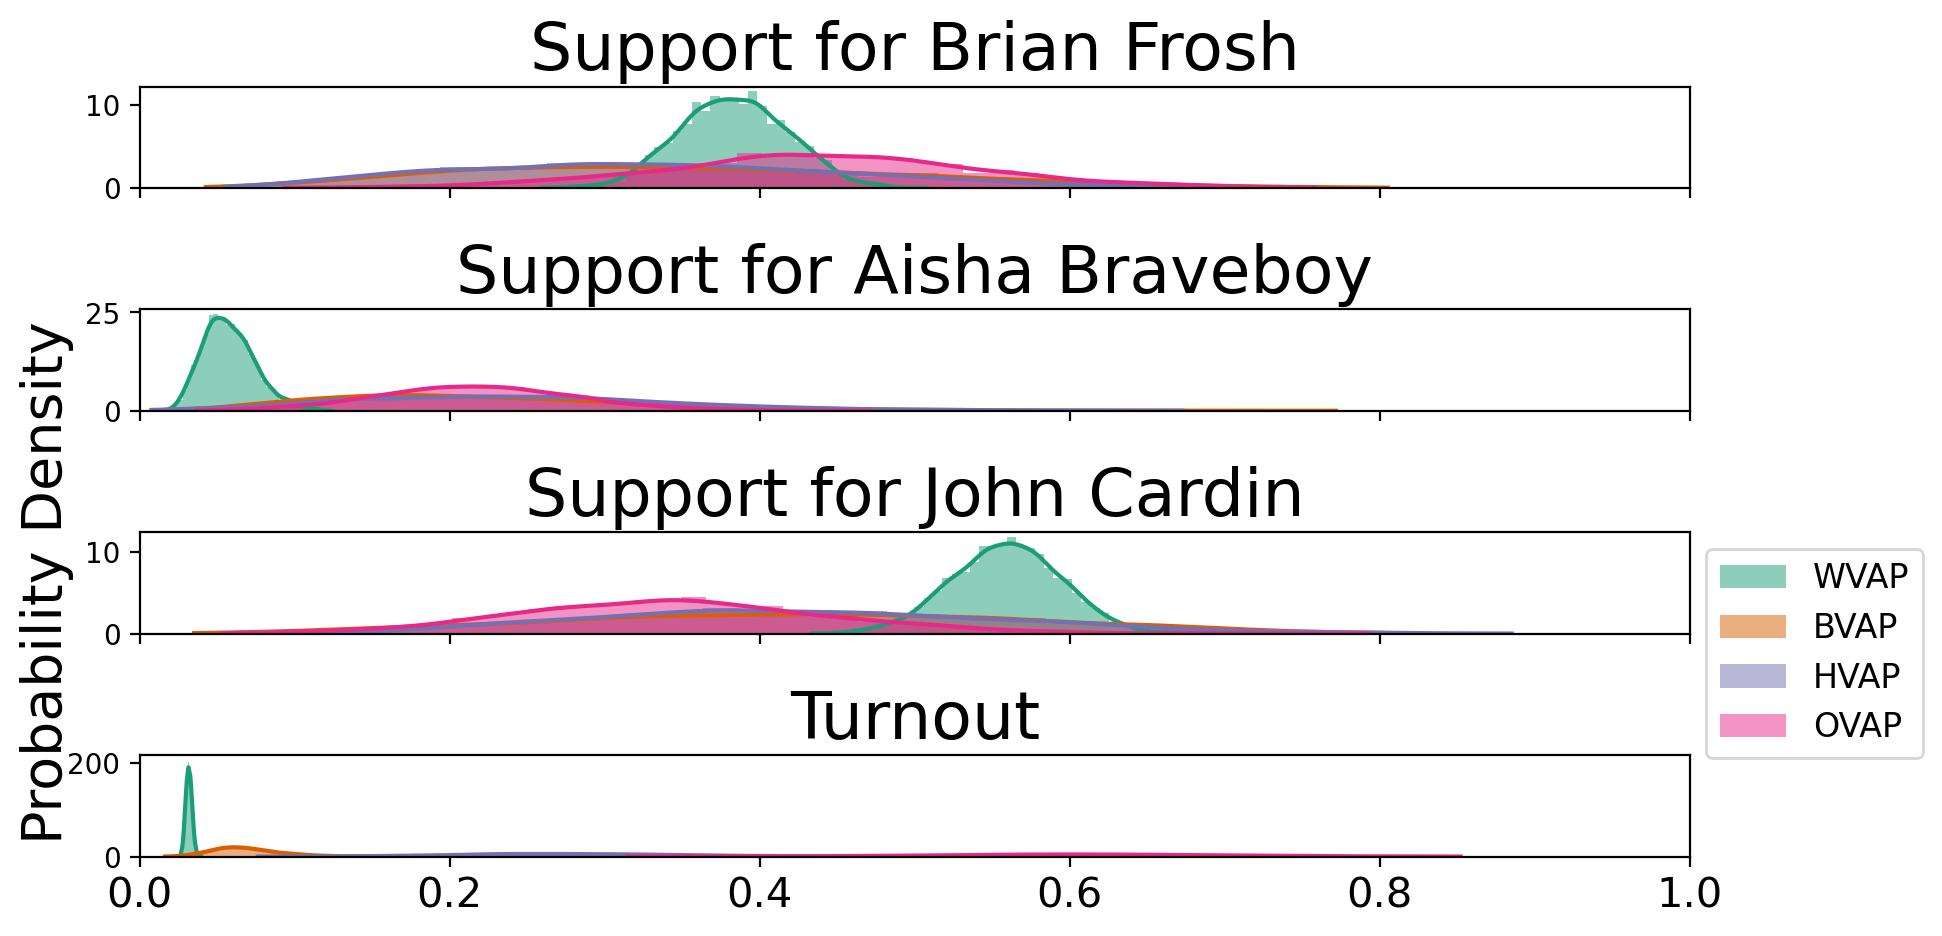 Support for Brian Frosh
10
0
Support for Aisha Braveboy
25
0
Support for John Cardin
10
0
Turnout
200
0
0.0 0.2 0.4 0.6 0.8 1.0
Probability Density
WVAP
BVAP
HVAP
OVAP